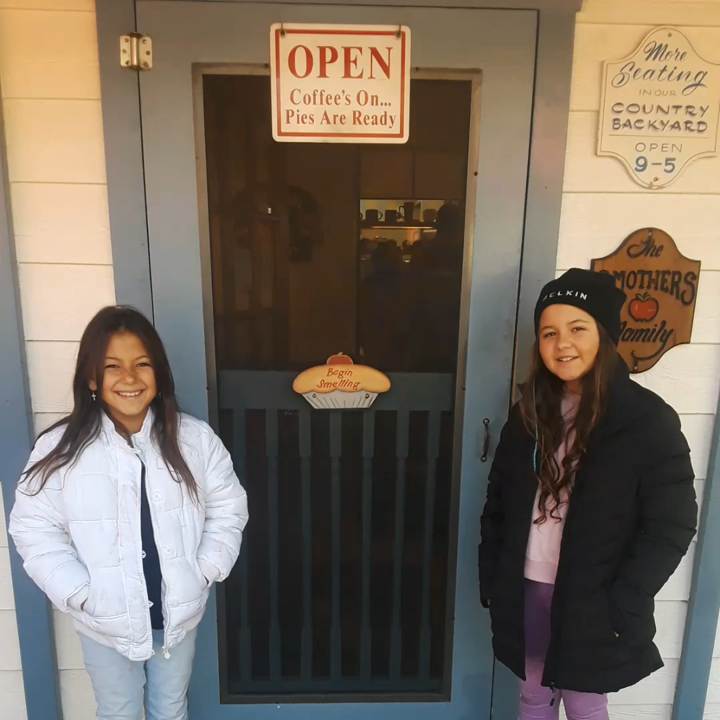 OPEN
Coffee's On...
Pies Are Ready
More
Seating
IN OUR
COUNTRY
BACKYARD
OPEN
9-5
The
SMOTHERS
Family
BELKIN
Begin
Smelling